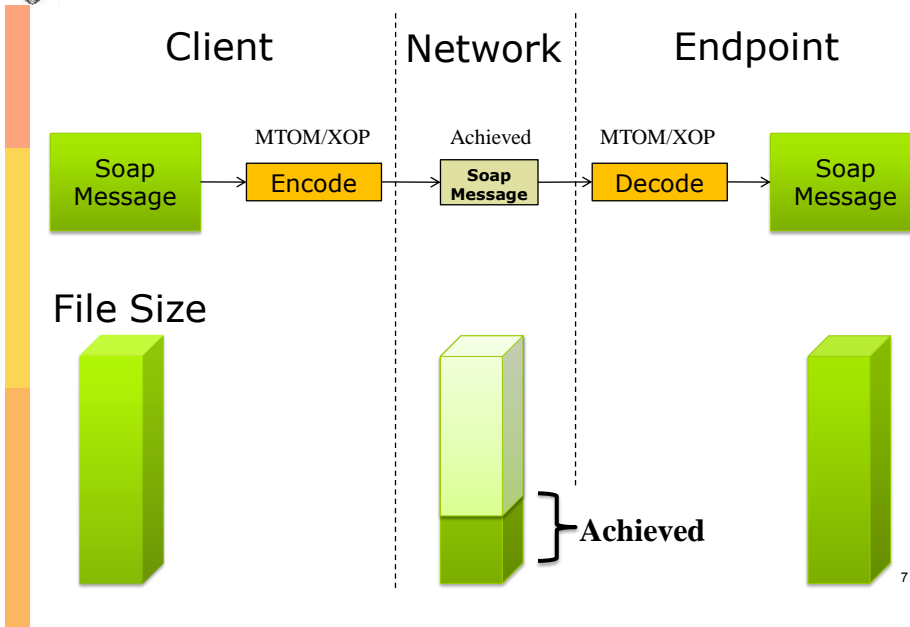 Client
Network
Endpoint
MTOM/XOP
Achieved
MTOM/XOP
Soap
Message
Encode
Soap
Message
Decode
Soap
Message
File Size
Achieved
7